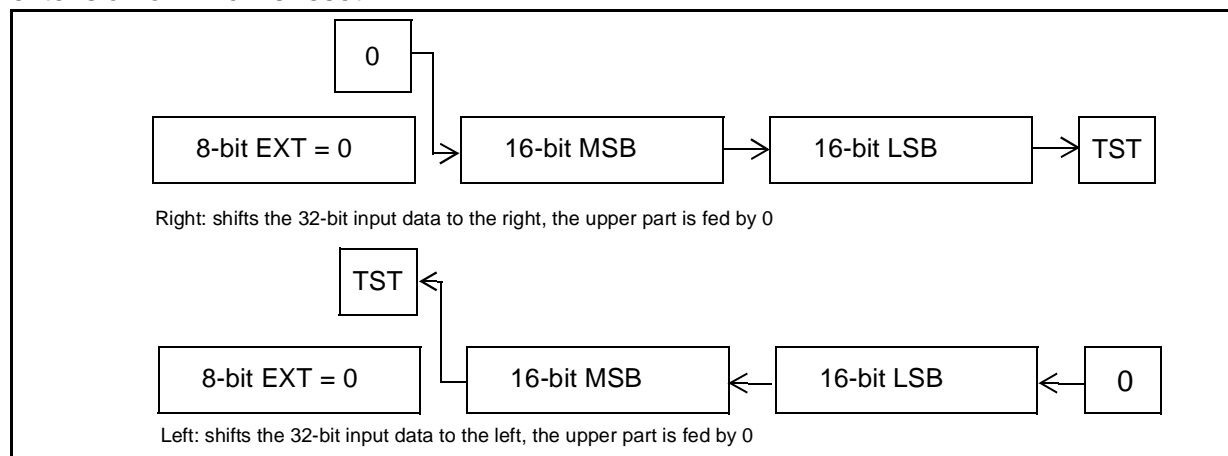 0
8-bit EXT = 0 16-bit MSB 16-bit LSB TST
Right: shifts the 32-bit input data to the right, the upper part is fed by 0
TST
8-bit EXT = 0 16-bit MSB 16-bit LSB 0
Left: shifts the 32-bit input data to the left, the upper part is fed by 0